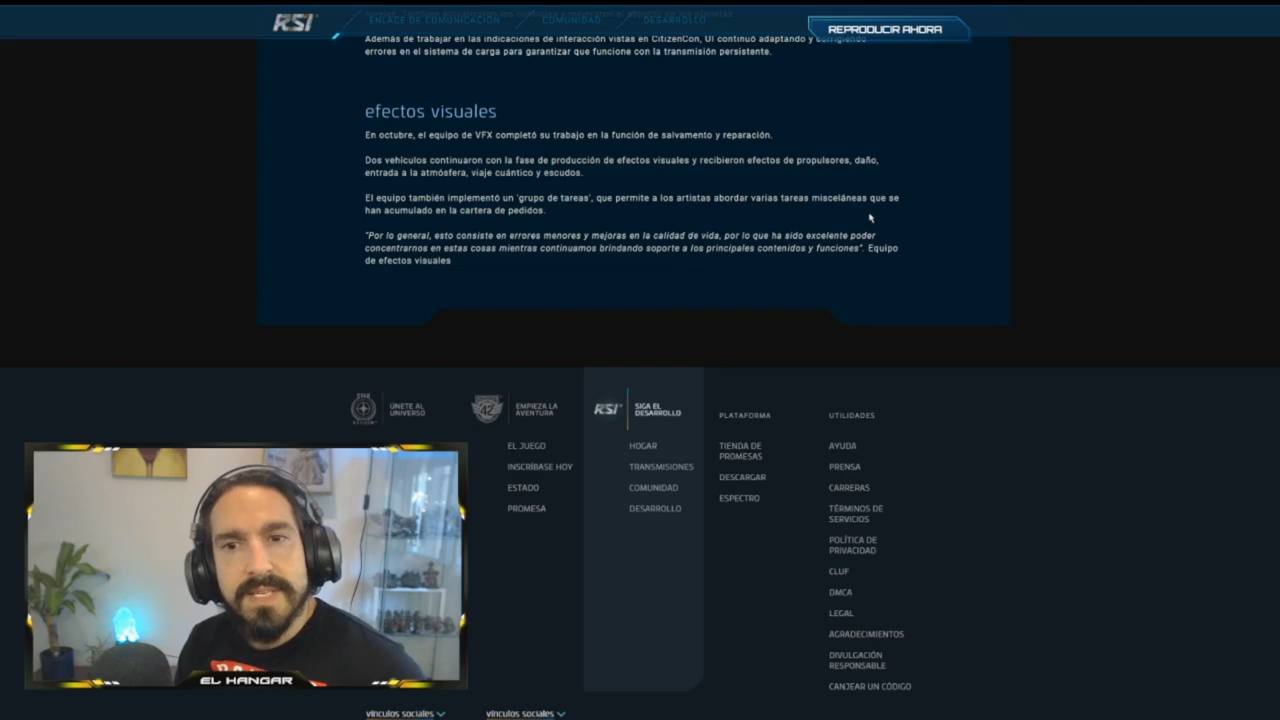 RSI
ENLACE DE COMUNICACIÓN
COMUNIDAD
DESARROLLO
REPRODUCIR AHORA
Además de trabajar en las indicaciones de interacción vistas en CitizenCon, UI continuó adaptando y corrigiendo
errores en el sistema de carga para garantizar que funcione con la transmisión persistente.
efectos visuales
En octubre, el equipo de VFX completó su trabajo en la función de salvamento y reparación.
Dos vehículos continuaron con la fase de producción de efectos visuales y recibieron efectos de propulsores, daño,
entrada a la atmósfera, viaje cuántico y escudos.
El equipo también implementó un 'grupo de tareas', que permite a los artistas abordar varias tareas misceláneas que se
han acumulado en la cartera de pedidos.
"Por lo general, esto consiste en errores menores y mejoras en la calidad de vida, por lo que ha sido excelente poder
concentrarnos en estas cosas mientras continuamos brindando soporte a los principales contenidos y funciones". Equipo
de efectos visuales
ÚNETE AL
UNIVERSO
42
EMPIEZA LA
AVENTURA
EL JUEGO
INSCRÍBASE HOY
ESTADO
PROMESA
RSI
SIGA EL
DESARROLLO
HOGAR
TRANSMISIONES
COMUNIDAD
DESARROLLO
PLATAFORMA
TIENDA DE
PROMESAS
DESCARGAR
ESPECTRO
UTILIDADES
AYUDA
PRENSA
CARRERAS
TÉRMINOS DE
SERVICIOS
POLÍTICA DE
PRIVACIDAD
CLUF
DMCA
LEGAL
AGRADECIMIENTOS
DIVULGACIÓN
RESPONSABLE
CANJEAR UN CÓDIGO
EL HANGAR
vínculos sociales
vínculos sociales